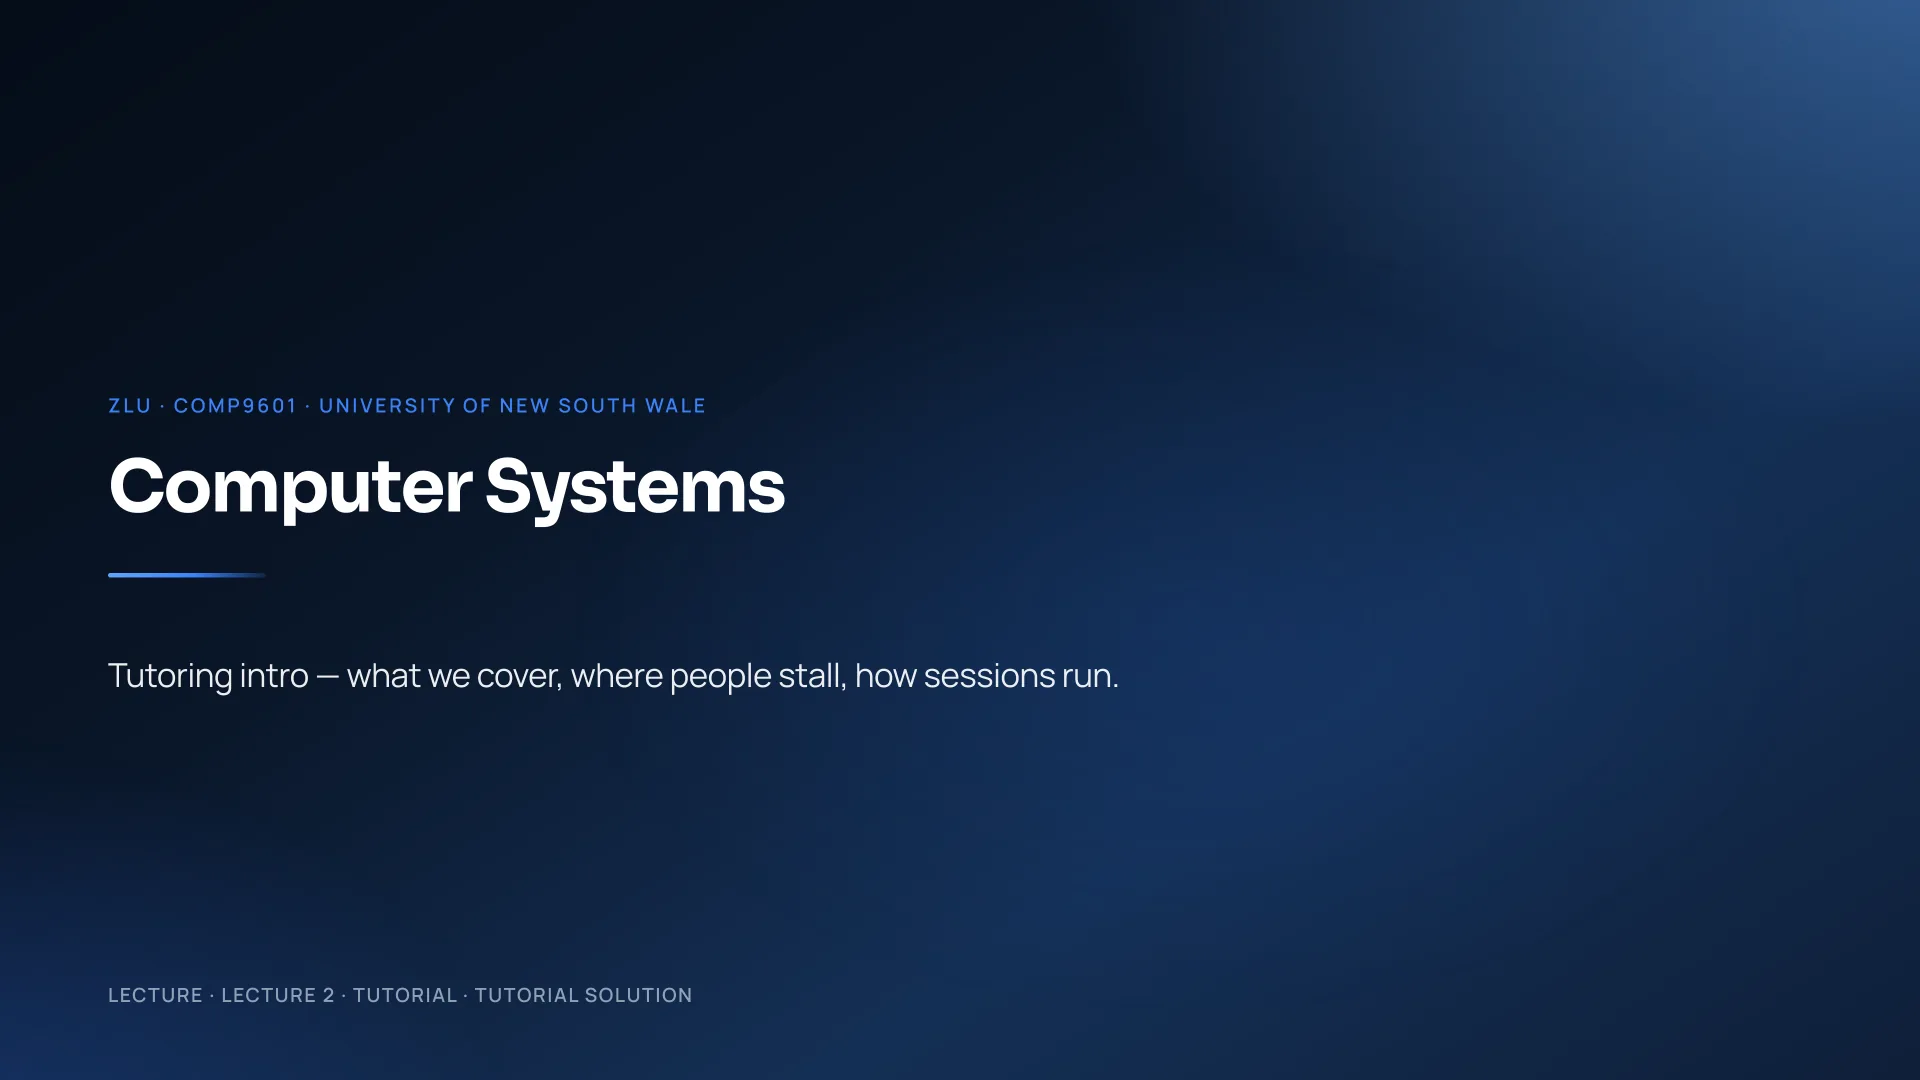 ZLU · COMP9601 · UNIVERSITY OF NEW SOUTH WALE
Computer Systems
Tutoring intro — what we cover, where people stall, how sessions run.
LECTURE · LECTURE 2 · TUTORIAL · TUTORIAL SOLUTION